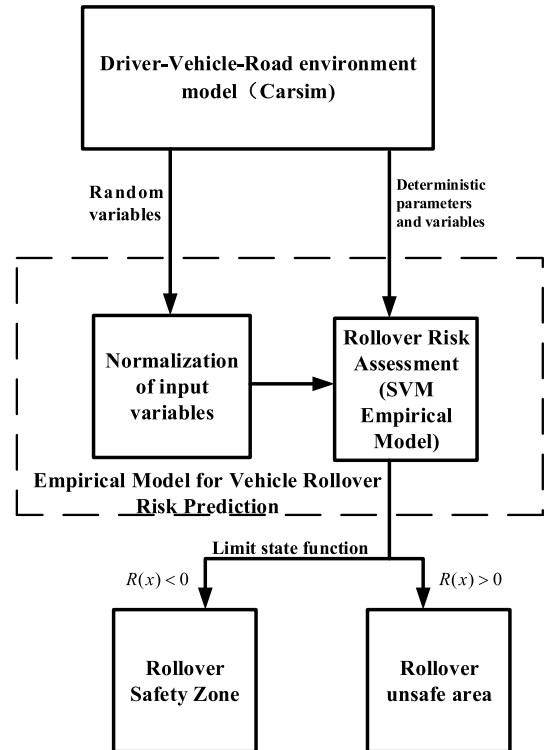 Driver-Vehicle-Road environment
model（Carsim)
Random
variables
Deterministic
parameters
and variables
Normalization
of input
variables
Rollover Risk
Assessment
(SVM
Empirical
Model)
Empirical Model for Vehicle Rollover
Risk Prediction
Limit state function
R(x)<0
R(x)>0
Rollover
Safety Zone
Rollover
unsafe area